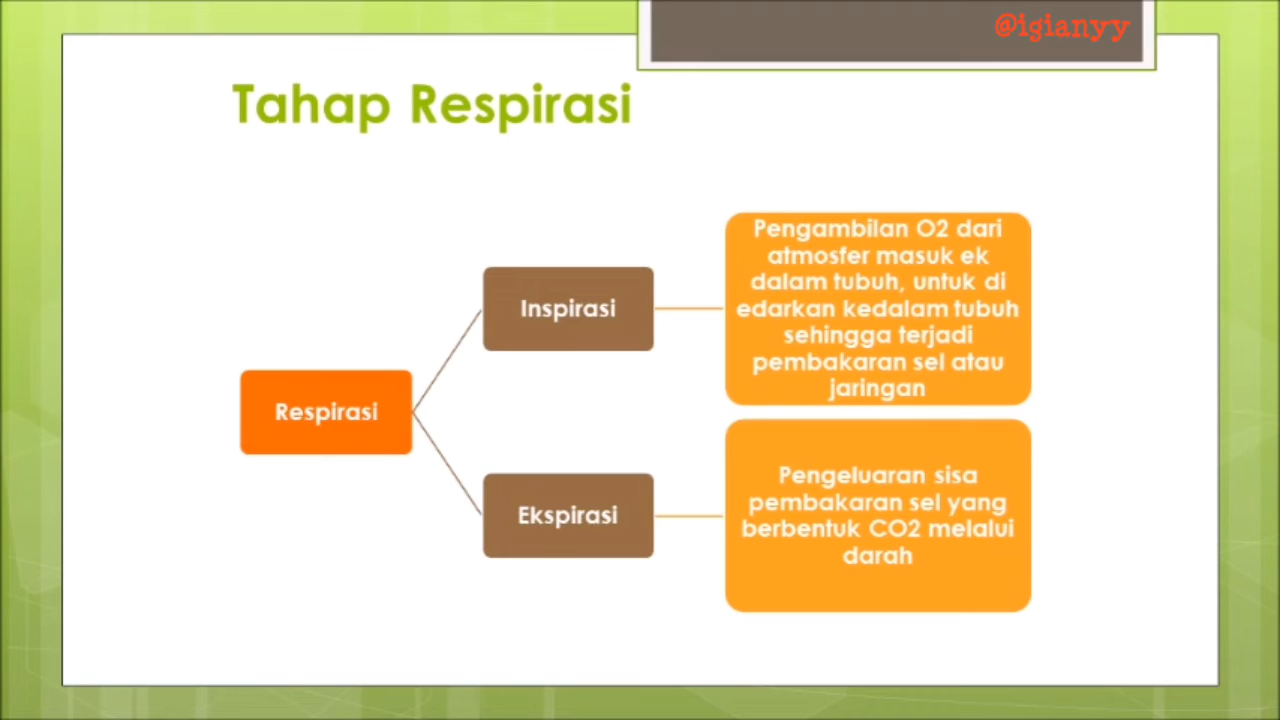 @igianyy
Tahap Respirasi
Respirasi
Inspirasi
Pengambilan O2 dari
atmosfer masuk ek
dalam tubuh, untuk di
edarkan kedalam tubuh
sehingga terjadi
pembakaran sel atau
jaringan
Ekspirasi
Pengeluaran sisa
pembakaran sel yang
berbentuk CO2 melalui
darah